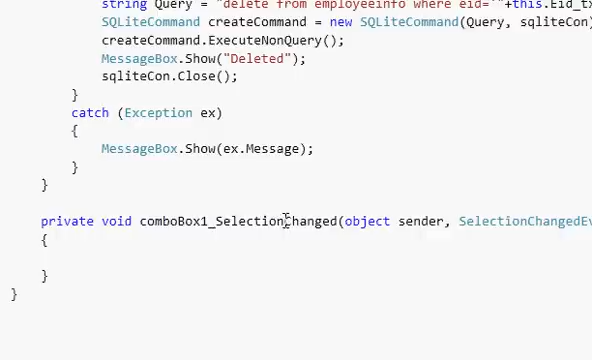 string Query = "delete from employeeinfo where eid='"+this.Eid_tx
SQLiteCommand createCommand = new SQLiteCommand(Query, sqliteCon)
createCommand.ExecuteNonQuery();
MessageBox.Show("Deleted");
sqliteCon.Close();
}
catch (Exception ex)
{
MessageBox.Show(ex.Message);
}
}
private void comboBox1_SelectionChanged(object sender, SelectionChangedEv
{
}
}